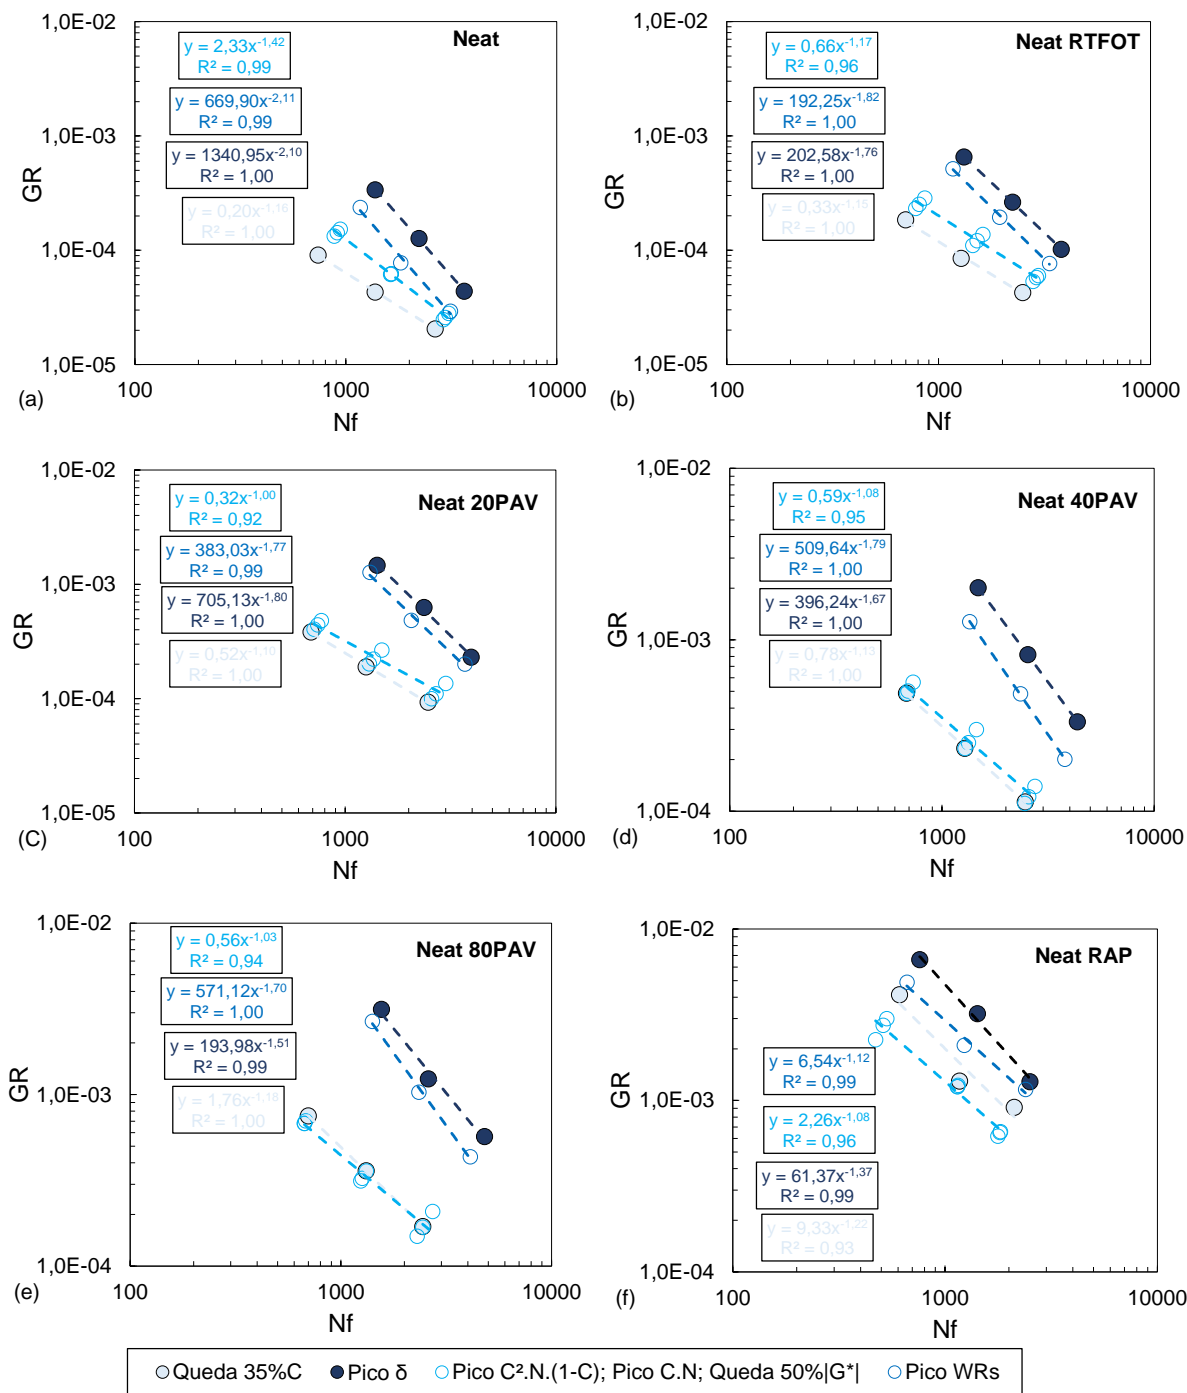 1,0E-02
1,0E-03
1,0E-04
1,0E-05
GR
Neat
y = 2,33x-1,42
R² = 0,99
y = 669,90x-2,11
R² = 0,99
y = 1340,95x-2,10
R² = 1,00
y = 0,20x-1,16
R² = 1,00
100 1000 10000
Nf
(a)
1,0E-02
1,0E-03
1,0E-04
1,0E-05
GR
Neat RTFOT
y = 0,66x-1,17
R² = 0,96
y = 192,25x-1,82
R² = 1,00
y = 202,58x-1,76
R² = 1,00
y = 0,33x-1,15
R² = 1,00
100 1000 10000
Nf
(b)
1,0E-02
1,0E-03
1,0E-04
1,0E-05
GR
Neat 20PAV
y = 0,32x-1,00
R² = 0,92
y = 383,03x-1,77
R² = 0,99
y = 705,13x-1,80
R² = 1,00
y = 0,52x-1,10
R² = 1,00
100 1000 10000
Nf
(C)
1,0E-02
1,0E-03
1,0E-04
GR
Neat 40PAV
y = 0,59x-1,08
R² = 0,95
y = 509,64x-1,79
R² = 1,00
y = 396,24x-1,67
R² = 1,00
y = 0,78x-1,13
R² = 1,00
100 1000 10000
Nf
(d)
1,0E-02
1,0E-03
1,0E-04
GR
Neat 80PAV
y = 0,56x-1,03
R² = 0,94
y = 571,12x-1,70
R² = 1,00
y = 193,98x-1,51
R² = 0,99
y = 1,76x-1,18
R² = 1,00
100 1000 10000
Nf
(e)
1,0E-02
1,0E-03
1,0E-04
GR
Neat RAP
y = 6,54x-1,12
R² = 0,99
y = 2,26x-1,08
R² = 0,96
y = 61,37x-1,37
R² = 0,99
y = 9,33x-1,22
R² = 0,93
100 1000 10000
Nf
(f)
Queda 35%C Pico δ Pico C².N.(1-C); Pico C.N; Queda 50%|G*| Pico WRs